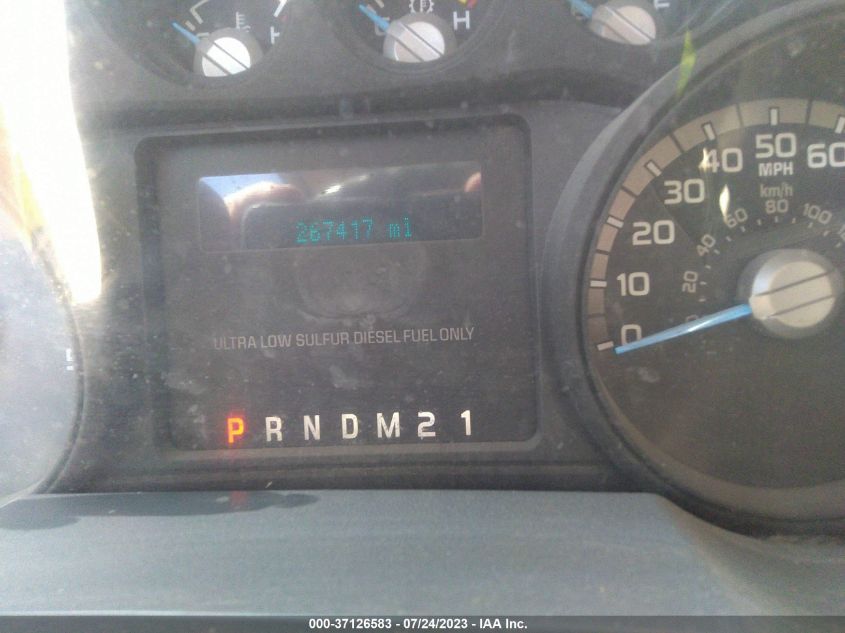 C H
C H
F
267417 mi
ULTRA LOW SULFUR DIESEL FUEL ONLY
P R N D M 2 1
0 10 20 30 40 50 60
MPH
km/h
20 40 60 80 100
000-37126583 / 07/24/2023 - IAA Inc.